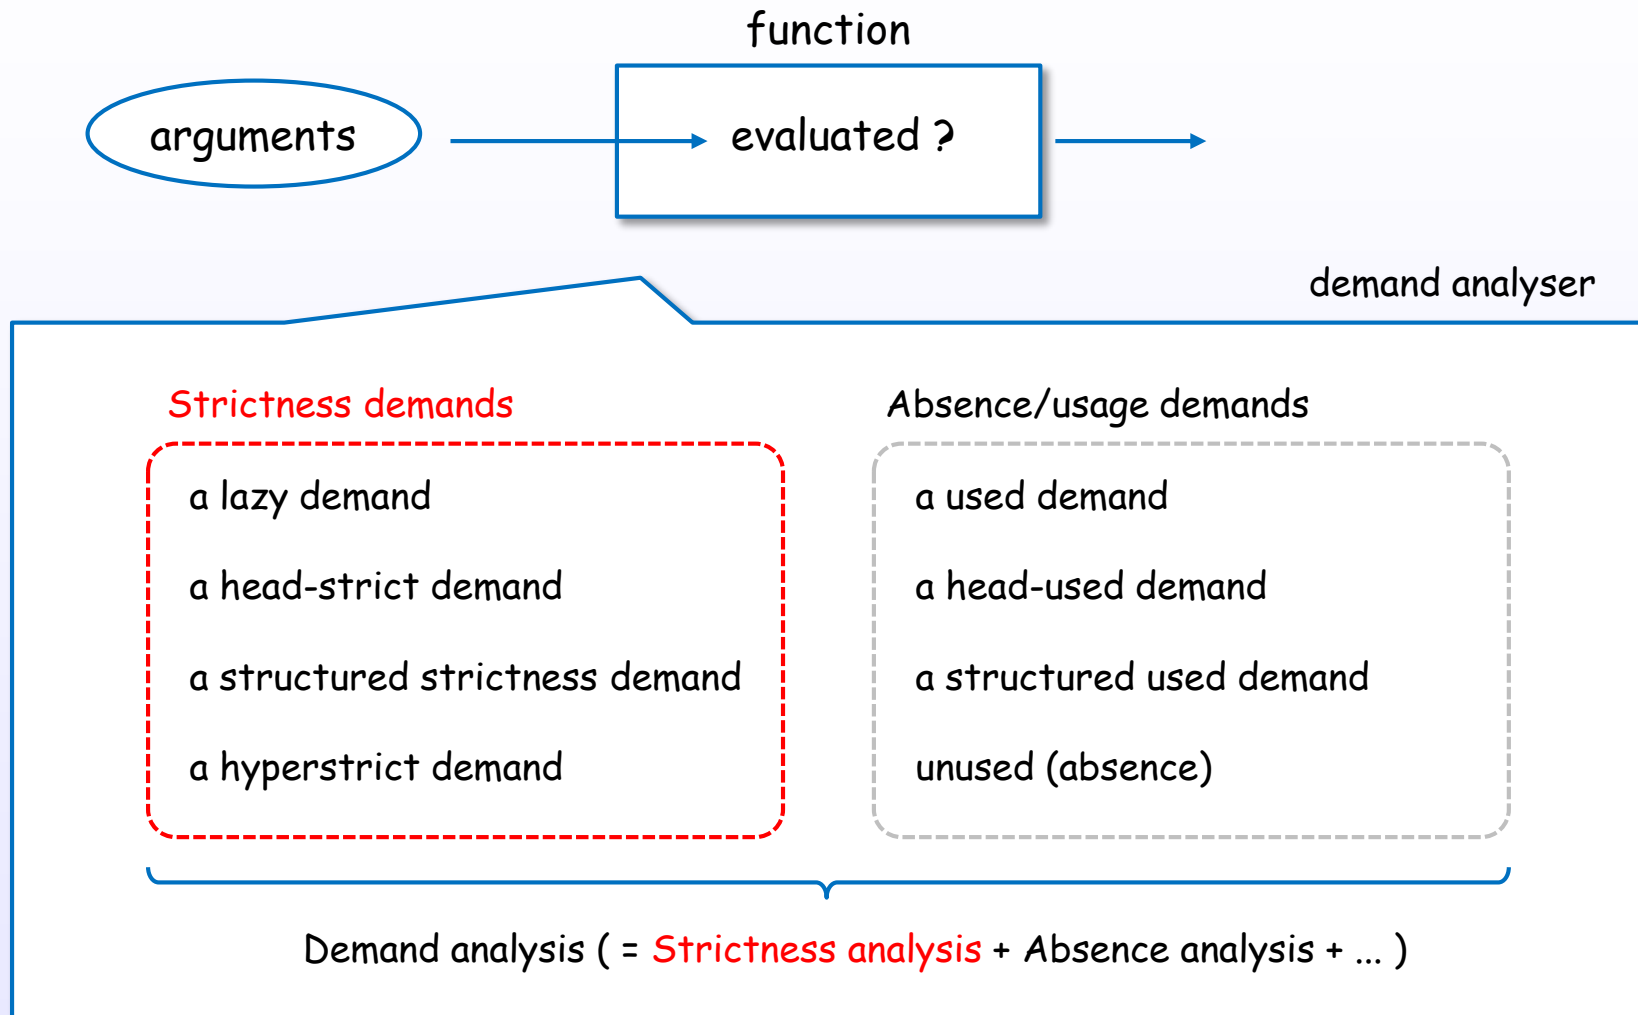 function
arguments
evaluated ?
demand analyser
Strictness demands
a lazy demand
a head-strict demand
a structured strictness demand
a hyperstrict demand
Absence/usage demands
a used demand
a head-used demand
a structured used demand
unused (absence)
Demand analysis ( = Strictness analysis + Absence analysis + ... )